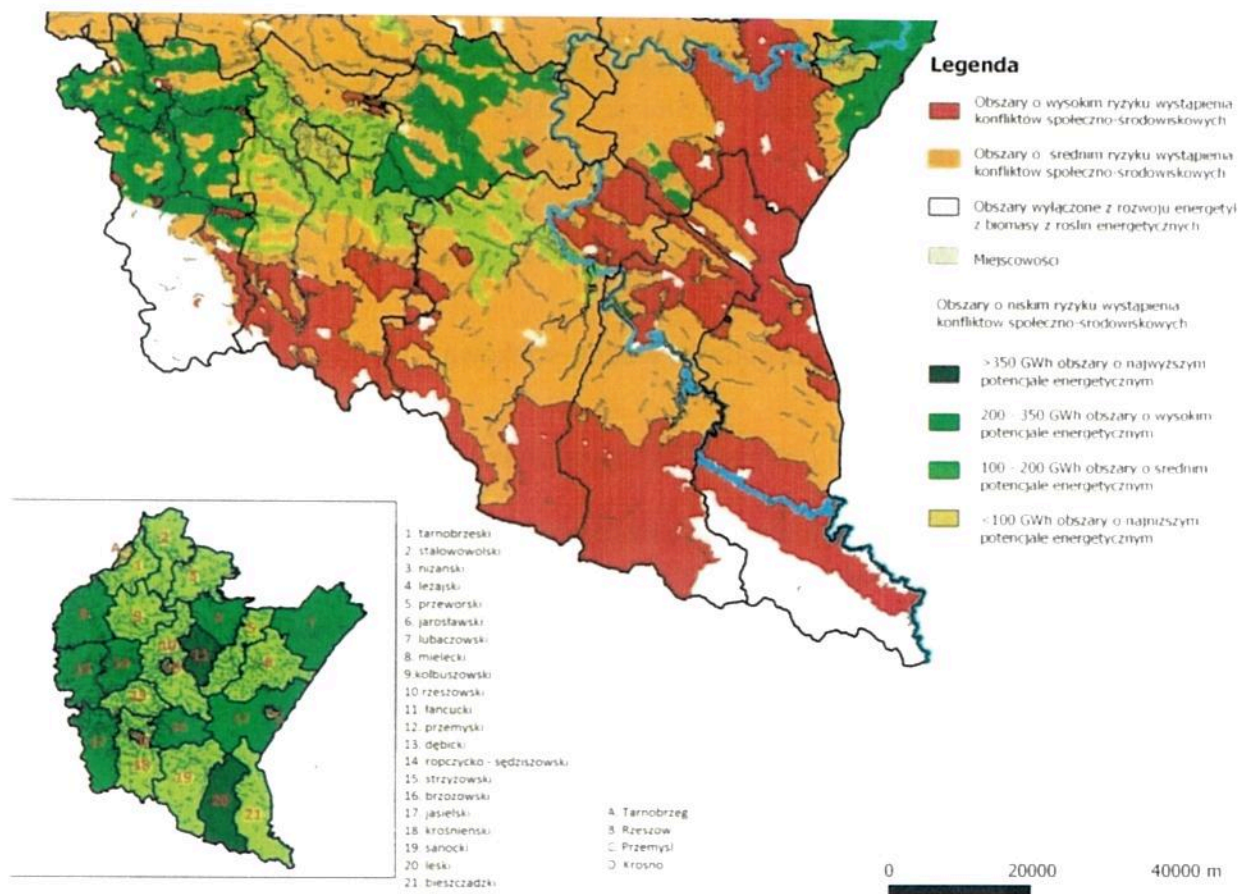 Legenda
Obszary o wysokim ryzyku wystąpienia
konfliktów społeczno-środowiskowych
Obszary o średnim ryzyku wystąpienia
konfliktów społeczno-środowiskowych
Obszary wyłączone z rozwoju energetyki
z biomasy z roślin energetycznych
Miejscowości
Obszary o niskim ryzyku wystąpienia
konfliktów społeczno-środowiskowych
>350 GWh obszary o najwyższym
potencjale energetycznym
200 - 350 GWh obszary o wysokim
potencjale energetycznym
100 - 200 GWh obszary o średnim
potencjale energetycznym
<100 GWh obszary o najniższym
potencjale energetycznym
1. tarnobrzeski
2. stalowowolski
3. niżański
4. leżajski
5. przeworski
6. jarosławski
7. lubaczowski
8. mielecki
9.kolbuszowski
10 rzeszowski
11. łańcucki
12. przemyski
13. dębicki
14 ropczycko - sędziszowski
15. strzyżowski
16. brzozowski
17. jasielski
18. krośnieński
19. sanocki
20 leski
21 bieszczadzki
A. Tarnobrzeg
B. Rzeszów
C. Przemyśl
D. Krosno
0 20000 40000 m